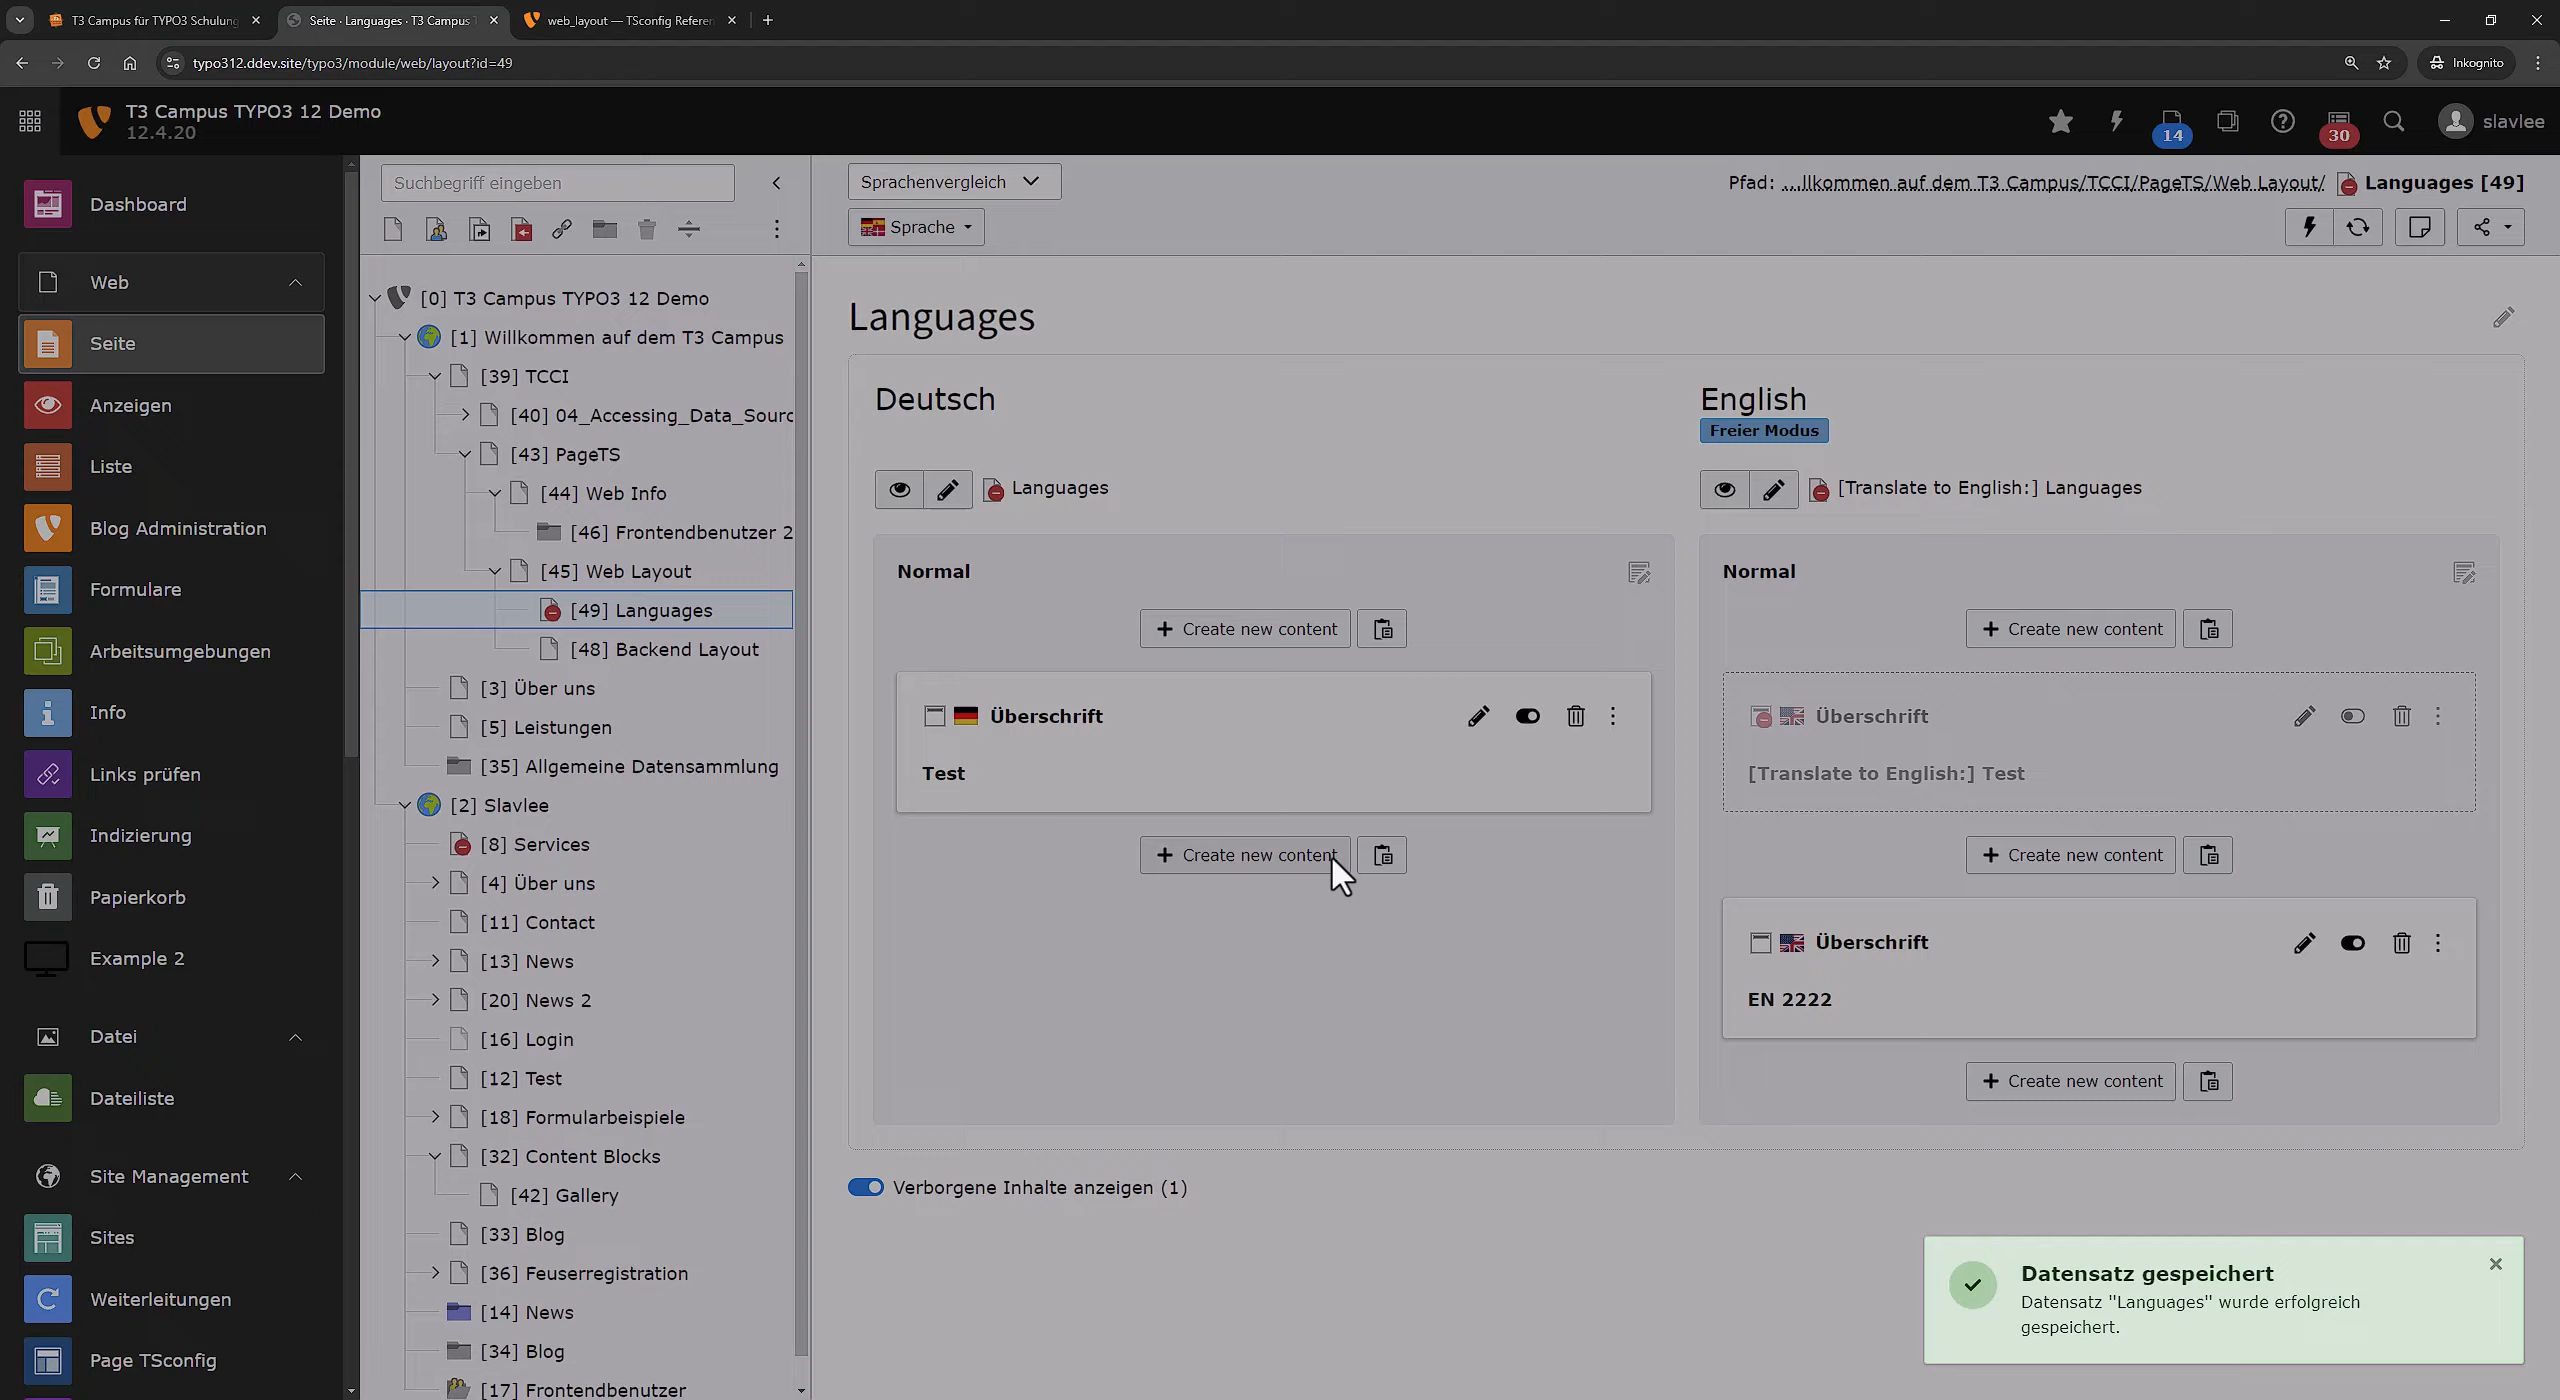 T3 Campus für TYPO3 Schulung
Seite · Languages · T3 Campus
web_layout — TSconfig Referen
typo312.ddev.site/typo3/module/web/layout?id=49
Inkognito
T3 Campus TYPO3 12 Demo
12.4.20
14
30
slavlee
Dashboard
Web
Seite
Anzeigen
Liste
Blog Administration
Formulare
Arbeitsumgebungen
Info
Links prüfen
Indizierung
Papierkorb
Example 2
Datei
Dateiliste
Site Management
Sites
Weiterleitungen
Page TSconfig
Suchbegriff eingeben
[0] T3 Campus TYPO3 12 Demo
[1] Willkommen auf dem T3 Campus
[39] TCCI
[40] 04_Accessing_Data_Sourc
[43] PageTS
[44] Web Info
[46] Frontendbenutzer 2
[45] Web Layout
[49] Languages
[48] Backend Layout
[3] Über uns
[5] Leistungen
[35] Allgemeine Datensammlung
[2] Slavlee
[8] Services
[4] Über uns
[11] Contact
[13] News
[20] News 2
[16] Login
[12] Test
[18] Formularbeispiele
[32] Content Blocks
[42] Gallery
[33] Blog
[36] Feuserregistration
[14] News
[34] Blog
[17] Frontendbenutzer
Sprachenvergleich
Pfad: ...llkommen auf dem T3 Campus/TCCI/PageTS/Web Layout/ Languages [49]
Sprache
Languages
Deutsch
Languages
Normal
+ Create new content
Überschrift
Test
+ Create new content
English
Freier Modus
[Translate to English:] Languages
Normal
+ Create new content
Überschrift
[Translate to English:] Test
+ Create new content
Überschrift
EN 2222
+ Create new content
Verborgene Inhalte anzeigen (1)
Datensatz gespeichert
Datensatz "Languages" wurde erfolgreich
gespeichert.